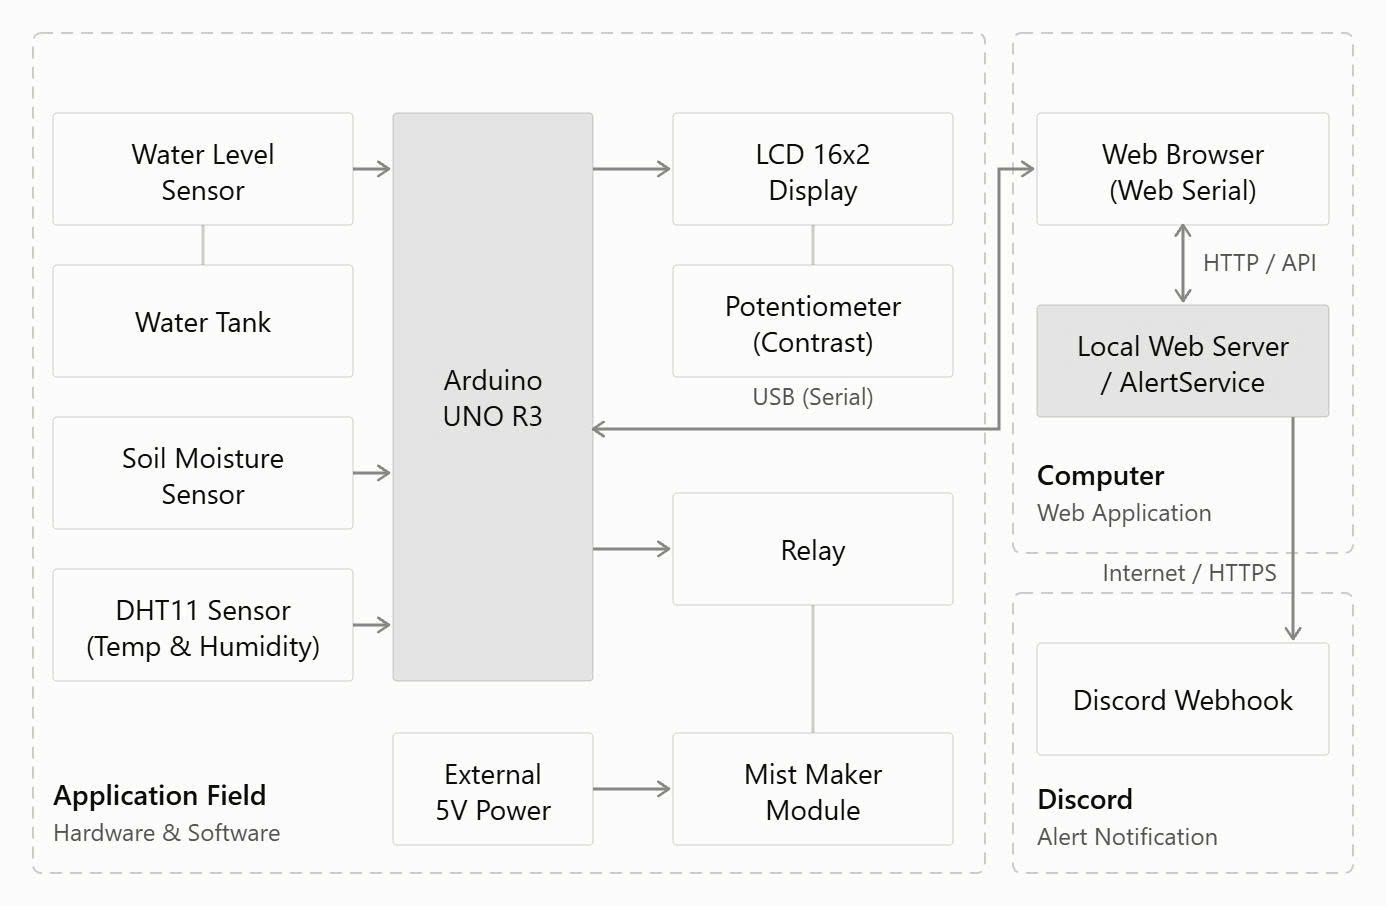 Water Level
Sensor
Water Tank
Soil Moisture
Sensor
DHT11 Sensor
(Temp & Humidity)
Application Field
Hardware & Software
Arduino
UNO R3
External
5V Power
LCD 16x2
Display
Potentiometer
(Contrast)
USB (Serial)
Relay
Mist Maker
Module
Web Browser
(Web Serial)
HTTP / API
Local Web Server
/ AlertService
Computer
Web Application
Internet / HTTPS
Discord Webhook
Discord
Alert Notification